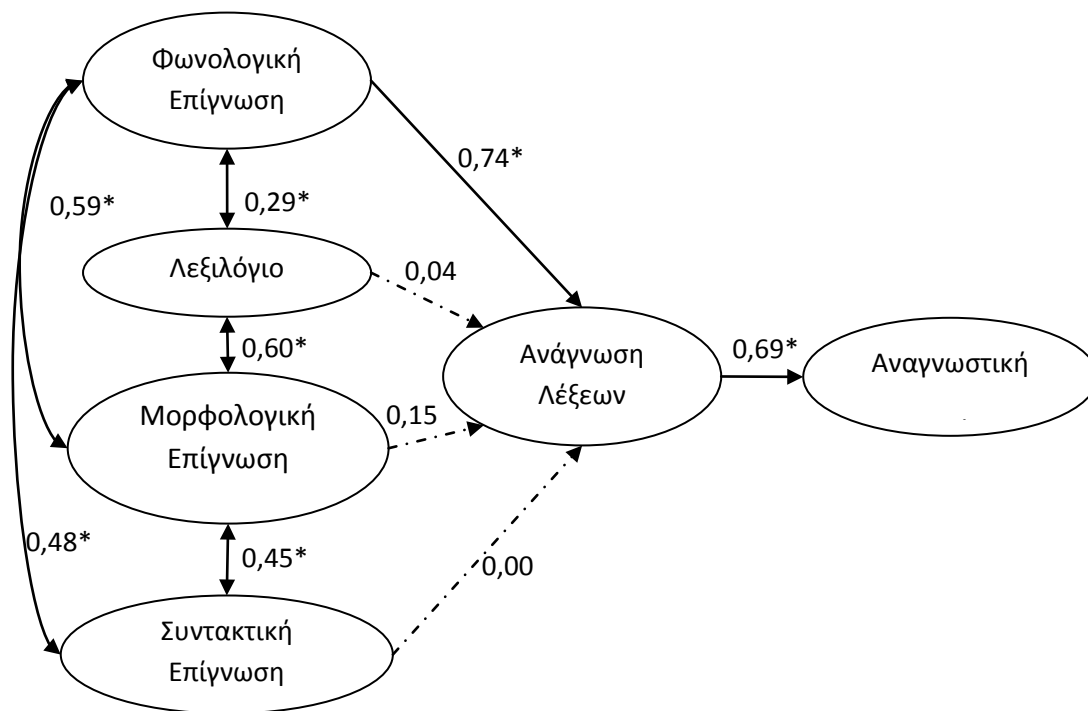 Φωνολογική
Επίγνωση
0,74*
0,59*
0,29*
Λεξιλόγιο
0,04
0,60*
Ανάγνωση
Λέξεων
0,69*
Αναγνωστική
Μορφολογική
Επίγνωση
0,15
0,48*
0,45*
0,00
Συντακτική
Επίγνωση